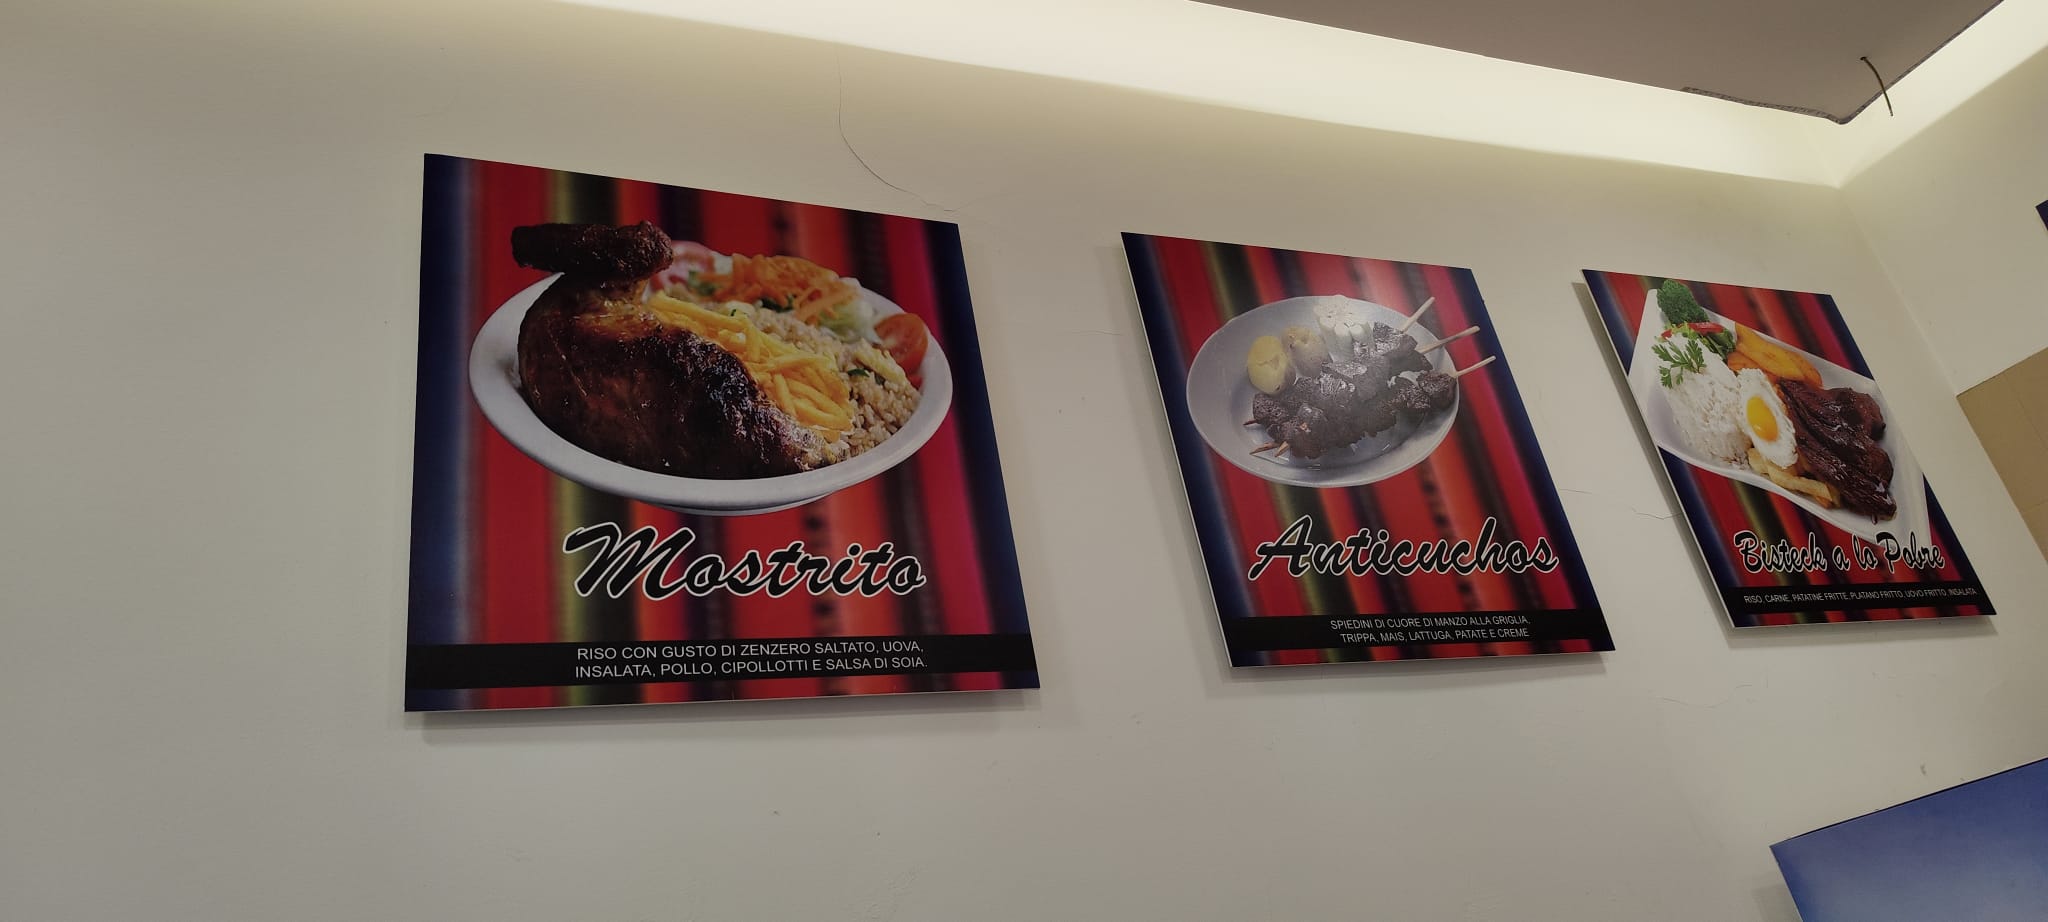 Mostrito
RISO CON GUSTO DI ZENZERO SALTATO, UOVA,
INSALATA, POLLO, CIPOLLOTTI E SALSA DI SOIA.
Anticuchos
SPIEDINI DI CUORE DI MANZO ALLA GRIGLIA,
TRIPPA, MAIS, LATTUGA, PATATE E CREME
Bisteck a lo Pobre
RISO, CARNE, PATATINE FRITTE, PLATANO FRITTO, UOVO FRITTO, INSALATA